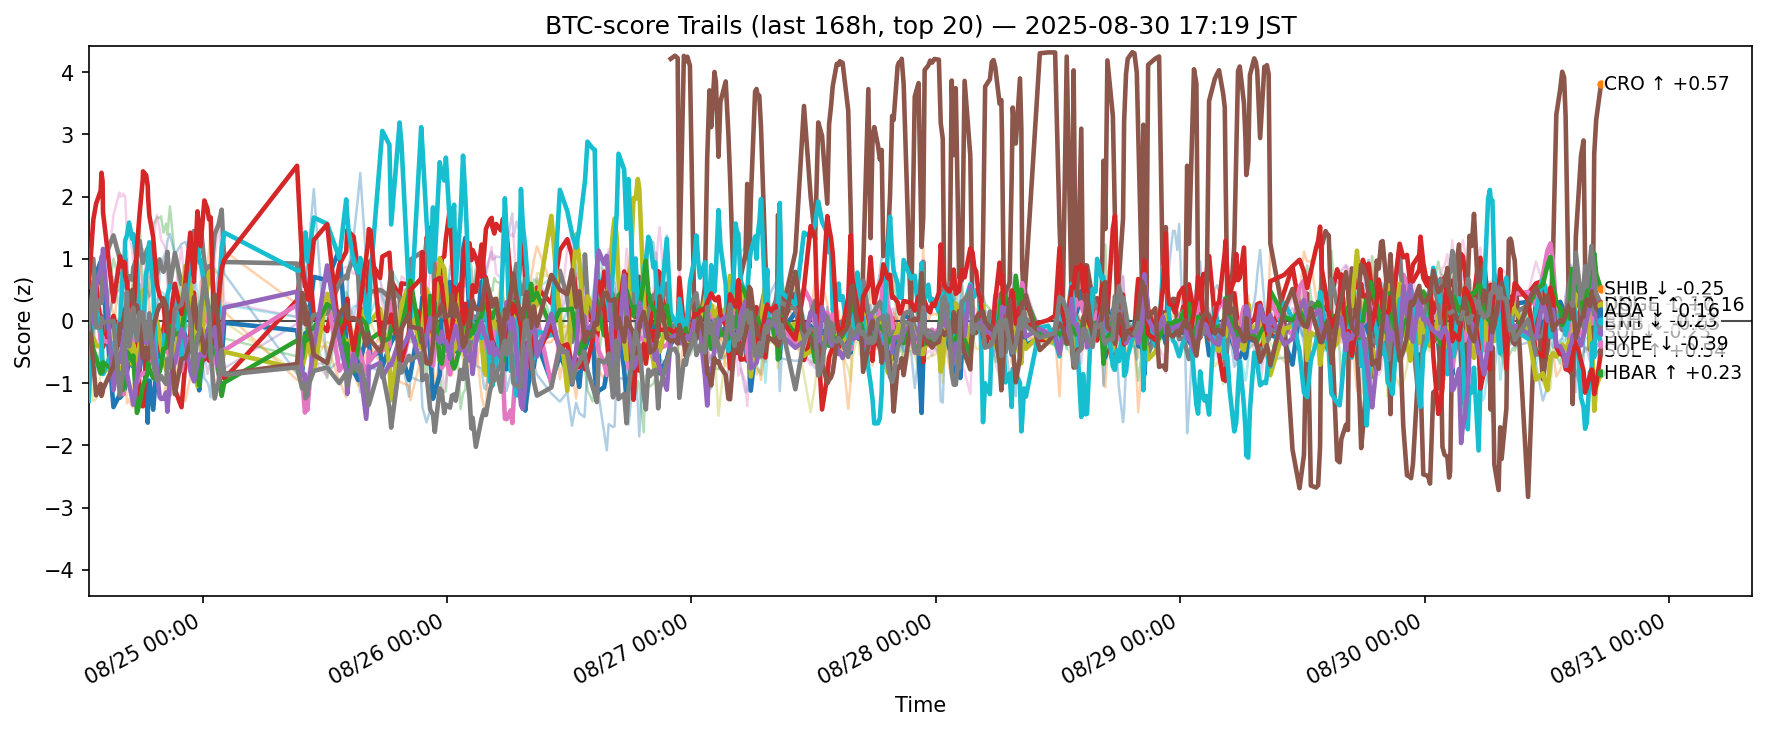 BTC-score Trails (last 168h, top 20) — 2025-08-30 17:19 JST
Score (z)
4
3
2
1
0
−1
−2
−3
−4
CRO ↑ +0.57
SHIB ↓ -0.25
ADA ↓ -0.16
HYPE ↓ -0.39
HBAR ↑ +0.23
08/25 00:00
08/26 00:00
08/27 00:00
08/28 00:00
08/29 00:00
08/30 00:00
08/31 00:00
Time